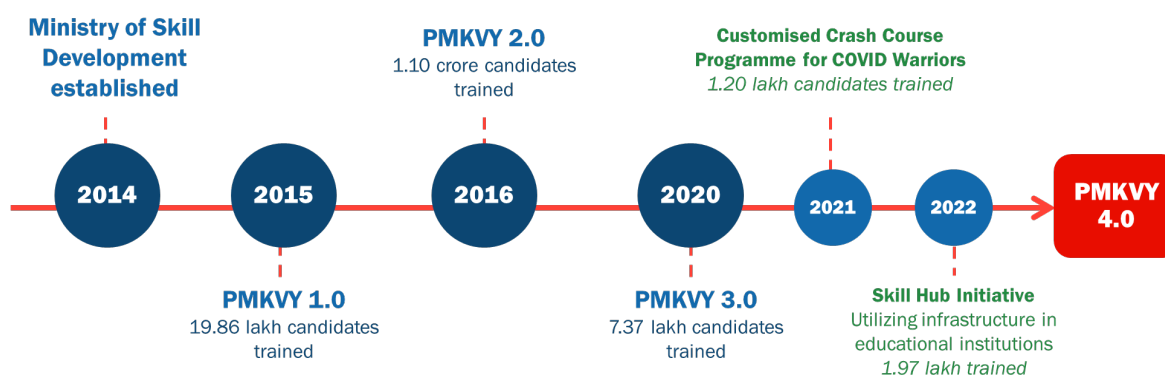 Ministry of Skill
Development
established
2014
2015
PMKVY 1.0
19.86 lakh candidates
trained
PMKVY 2.0
1.10 crore candidates
trained
2016
2020
PMKVY 3.0
7.37 lakh candidates
trained
Customised Crash Course
Programme for COVID Warriors
1.20 lakh candidates trained
2021
2022
Skill Hub Initiative
Utilizing infrastructure in
educational institutions
1.97 lakh trained
PMKVY
4.0